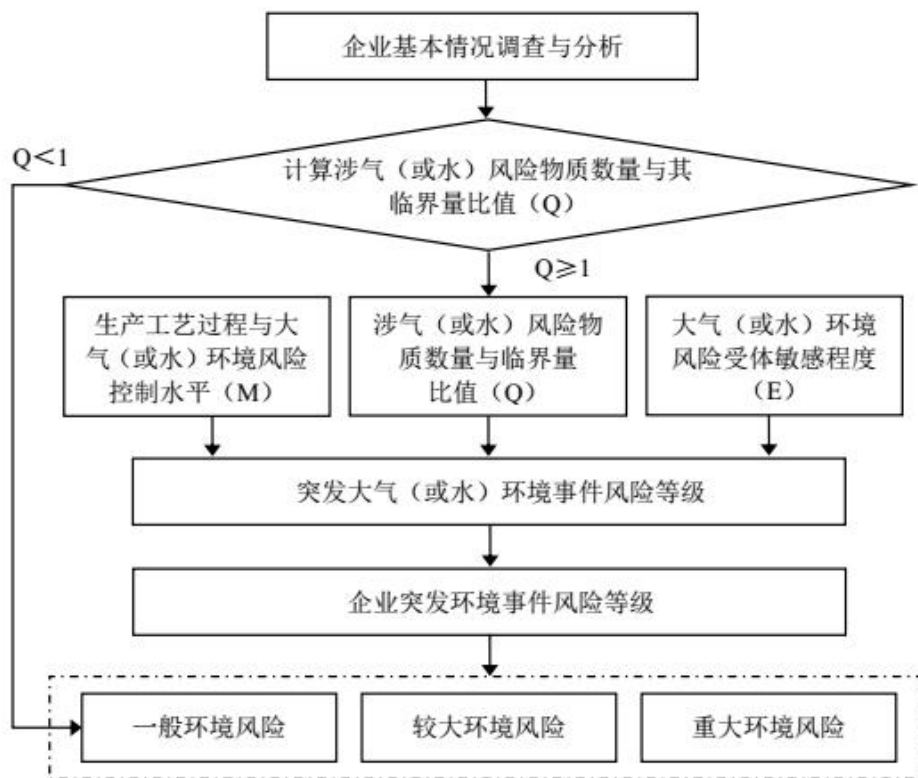 企业基本情况调查与分析
Q＜1
计算涉气（或水）风险物质数量与其
临界量比值（Q）
Q≥1
生产工艺过程与大
气（或水）环境风险
控制水平（M）
涉气（或水）风险物
质数量与临界量
比值（Q）
大气（或水）环境
风险受体敏感程度
（E）
突发大气（或水）环境事件风险等级
企业突发环境事件风险等级
一般环境风险
较大环境风险
重大环境风险